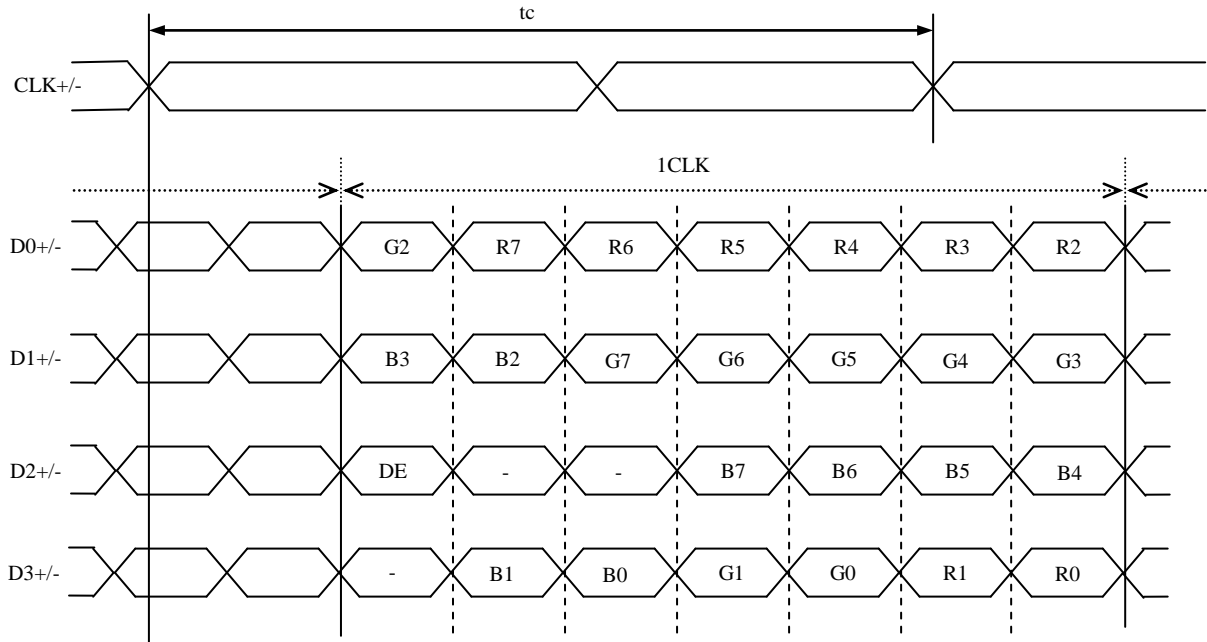 tc
CLK+/-
1CLK
D0+/- G2 R7 R6 R5 R4 R3 R2
D1+/- B3 B2 G7 G6 G5 G4 G3
D2+/- DE - - B7 B6 B5 B4
D3+/- - B1 B0 G1 G0 R1 R0